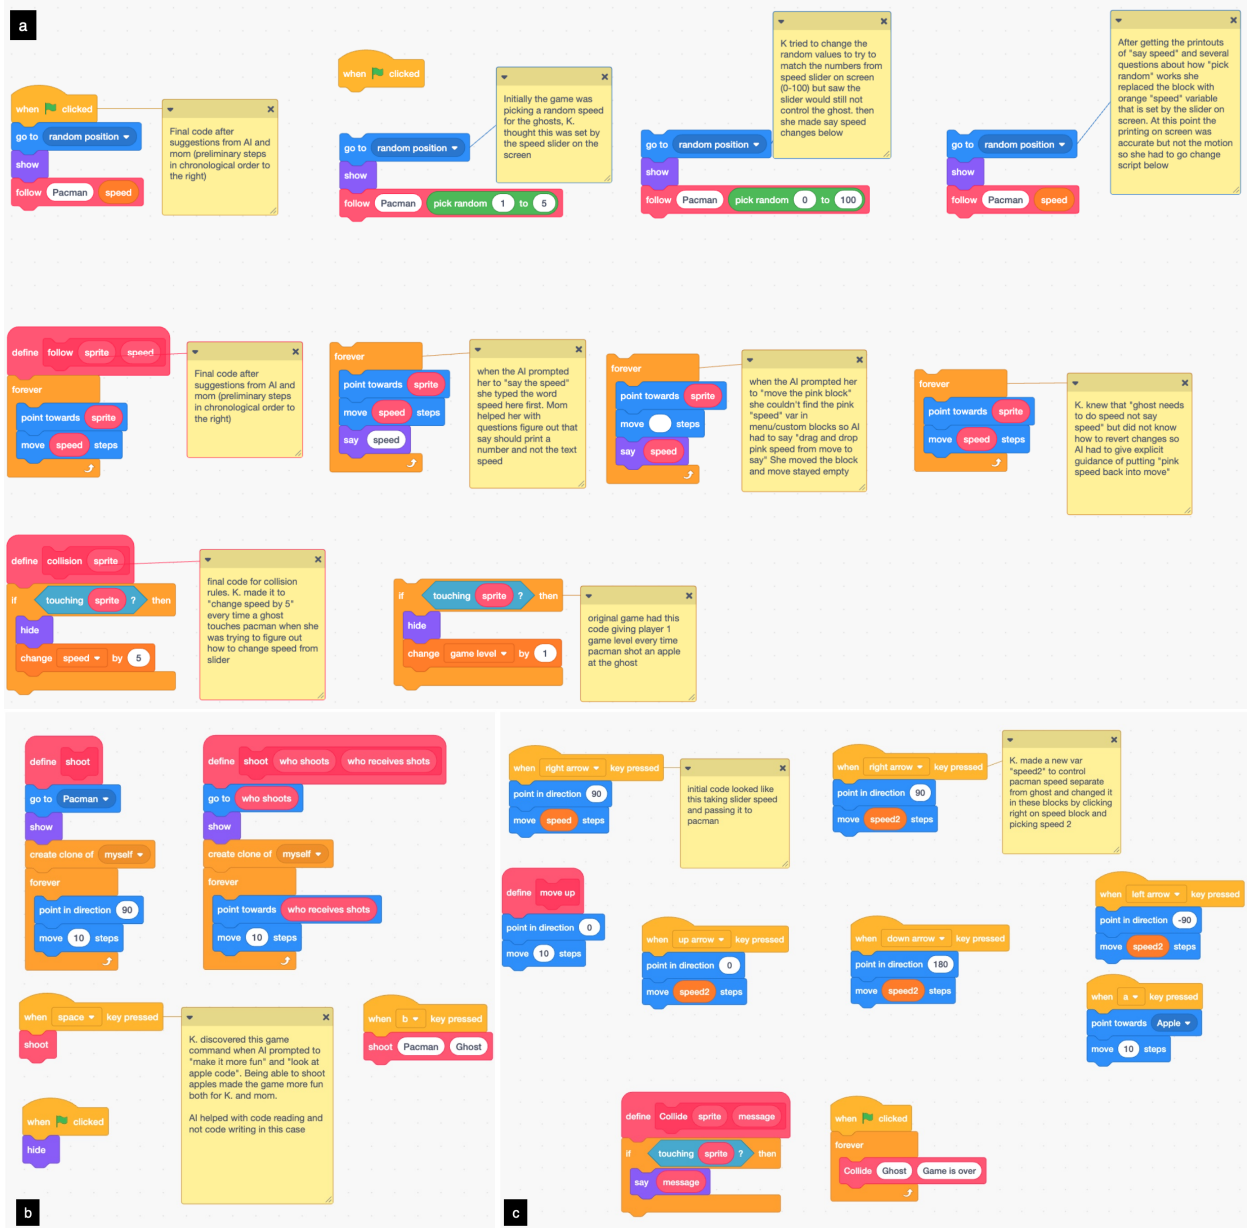 a
when clicked
go to random position
show
follow Pacman speed
Final code after
suggestions from AI and
mom (preliminary steps
in chronological order to
the right)
when clicked
go to random position
show
follow Pacman pick random 1 to 5
Initially the game was
picking a random speed
for the ghosts, K.
thought this was set by
the speed slider on the
screen
go to random position
show
follow Pacman pick random 0 to 100
K tried to change the
random values to try to
match the numbers from
speed slider on screen
(0-100) but saw the
slider would still not
control the ghost. then
she made say speed
changes below
go to random position
show
follow Pacman speed
After getting the printouts
of "say speed" and several
questions about how "pick
random" works she
replaced the block with
orange "speed" variable
that is set by the slider on
screen. At this point the
printing on screen was
accurate but not the motion
so she had to go change
script below
define follow sprite speed
forever
point towards sprite
move speed steps
Final code after
suggestions from AI and
mom (preliminary steps
in chronological order to
the right)
forever
point towards sprite
move speed steps
say speed
when the AI prompted
her to "say the speed"
she typed the word
speed here first. Mom
helped her with
questions figure out that
say should print a
number and not the text
speed
forever
point towards sprite
move steps
say speed
when the AI prompted her
to "move the pink block"
she couldn't find the pink
"speed" var in
menu/custom blocks so AI
had to say "drag and drop
pink speed from move to
say" She moved the block
and move stayed empty
forever
point towards sprite
move speed steps
K. knew that "ghost needs
to do speed not say
speed" but did not know
how to revert changes so
AI had to give explicit
guidance of putting "pink
speed back into move"
define collision sprite
if touching sprite ? then
hide
change speed by 5
final code for collision
rules. K. made it to
"change speed by 5"
every time a ghost
touches pacman when she
was trying to figure out
how to change speed from
slider
if touching sprite ? then
hide
change game level by 1
original game had this
code giving player 1
game level every time
pacman shot an apple
at the ghost
define shoot
go to Pacman
show
create clone of myself
forever
point in direction 90
move 10 steps
define shoot who shoots who receives shots
go to who shoots
show
create clone of myself
forever
point towards who receives shots
move 10 steps
when space key pressed
shoot
K. discovered this game
command when AI prompted to
"make it more fun" and "look at
apple code". Being able to shoot
apples made the game more fun
both for K. and mom.
AI helped with code reading and
not code writing in this case
when b key pressed
shoot Pacman Ghost
when clicked
hide
b
when right arrow key pressed
point in direction 90
move speed steps
initial code looked like
this taking slider speed
and passing it to
pacman
when right arrow key pressed
point in direction 90
move speed2 steps
K. made a new var
"speed2" to control
pacman speed separate
from ghost and changed it
in these blocks by clicking
right on speed block and
picking speed 2
define move up
point in direction 0
move 10 steps
when up arrow key pressed
point in direction 0
move speed2 steps
when down arrow key pressed
point in direction 180
move speed2 steps
when left arrow key pressed
point in direction -90
move speed2 steps
when a key pressed
point towards Apple
move 10 steps
define Collide sprite message
if touching sprite ? then
say message
when clicked
forever
Collide Ghost Game is over
c